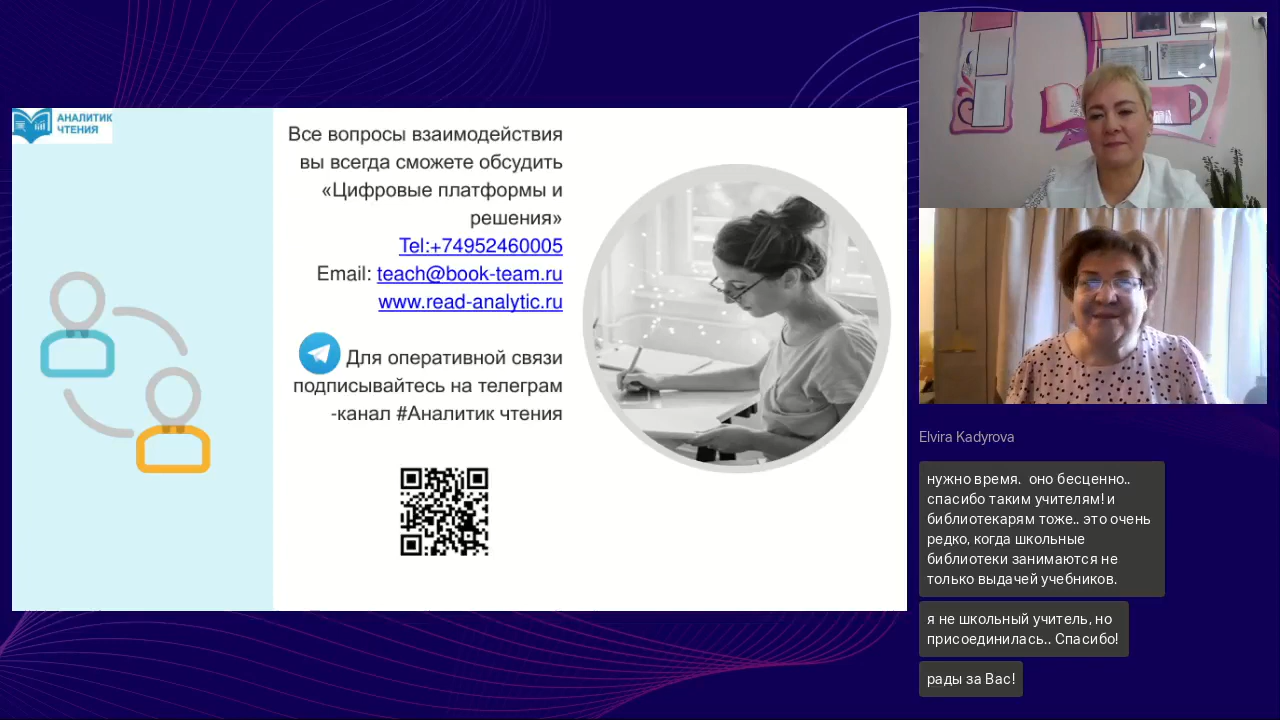 АНАЛИТИК
ЧТЕНИЯ
Все вопросы взаимодействия
вы всегда сможете обсудить
«Цифровые платформы и
решения»
Tel:+74952460005
Email: teach@book-team.ru
www.read-analytic.ru
Для оперативной связи
подписывайтесь на телеграм
-канал #Аналитик чтения
Elvira Kadyrova
нужно время.  оно бесценно..
спасибо таким учителям! и
библиотекарям тоже.. это очень
редко, когда школьные
библиотеки занимаются не
только выдачей учебников.
я не школьный учитель, но
присоединилась.. Спасибо!
рады за Вас!